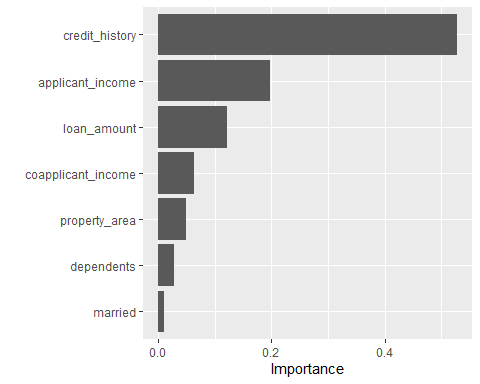 credit_history
applicant_income
loan_amount
coapplicant_income
property_area
dependents
married
0.0 0.2 0.4
Importance